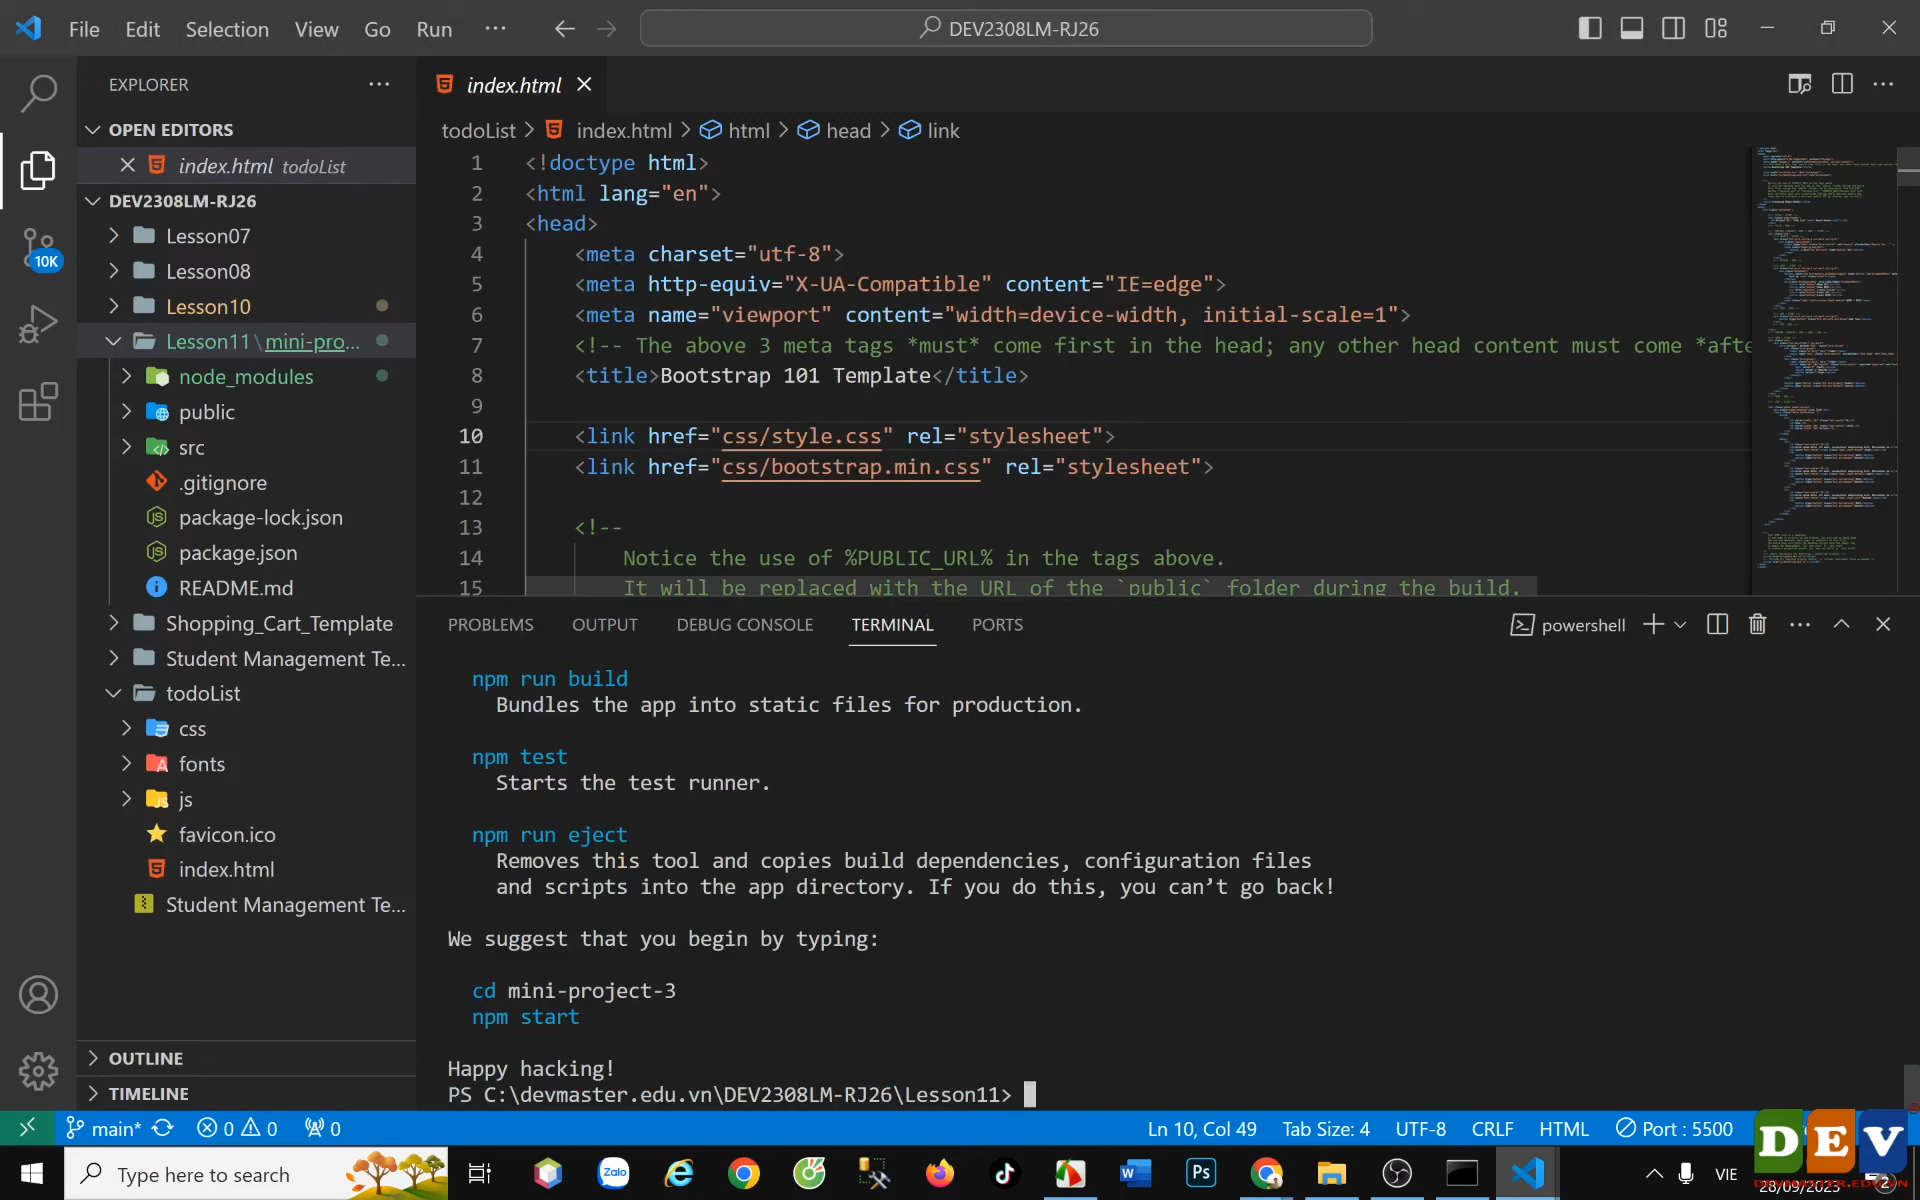 File Edit Selection View Go Run ··· DEV2308LM-RJ26
EXPLORER ···
OPEN EDITORS
index.html todoList
DEV2308LM-RJ26
Lesson07
Lesson08
Lesson10
Lesson11\mini-pro...
node_modules
public
src
.gitignore
package-lock.json
package.json
README.md
Shopping_Cart_Template
Student Management Te...
todoList
css
fonts
js
favicon.ico
index.html
Student Management Te...
OUTLINE
TIMELINE
10K
index.html
todoList > index.html > html > head > link
1 <!doctype html>
2 <html lang="en">
3 <head>
4 <meta charset="utf-8">
5 <meta http-equiv="X-UA-Compatible" content="IE=edge">
6 <meta name="viewport" content="width=device-width, initial-scale=1">
7 <!-- The above 3 meta tags *must* come first in the head; any other head content must come *afte
8 <title>Bootstrap 101 Template</title>
9
10 <link href="css/style.css" rel="stylesheet">
11 <link href="css/bootstrap.min.css" rel="stylesheet">
12
13 <!--
14 Notice the use of %PUBLIC_URL% in the tags above.
15 It will be replaced with the URL of the `public` folder during the build.
PROBLEMS OUTPUT DEBUG CONSOLE TERMINAL PORTS powershell
npm run build
Bundles the app into static files for production.
npm test
Starts the test runner.
npm run eject
Removes this tool and copies build dependencies, configuration files
and scripts into the app directory. If you do this, you can’t go back!
We suggest that you begin by typing:
cd mini-project-3
npm start
Happy hacking!
PS C:\devmaster.edu.vn\DEV2308LM-RJ26\Lesson11>
main* 0 0 0 Ln 10, Col 49 Tab Size: 4 UTF-8 CRLF HTML Port : 5500
DEV
Type here to search Zalo Ps VIE
28/09/2023 2